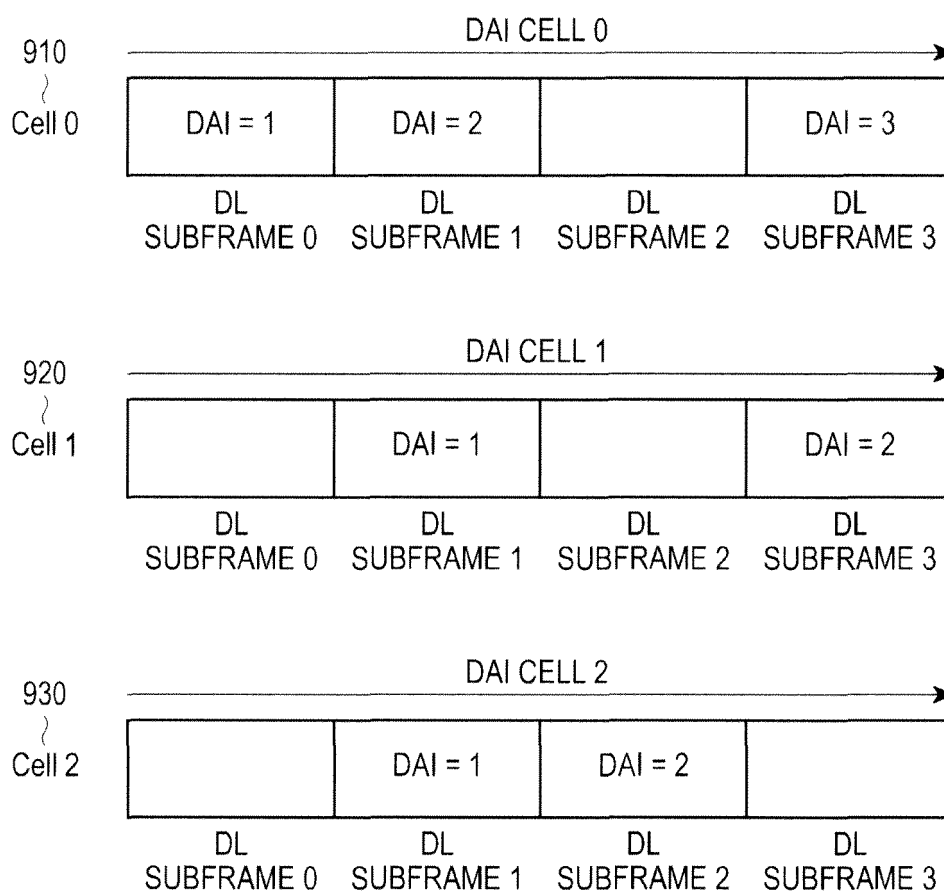 DAI CELL 0
910
Cell 0
DAI = 1 DAI = 2 DAI = 3
DL DL DL DL
SUBFRAME 0 SUBFRAME 1 SUBFRAME 2 SUBFRAME 3
DAI CELL 1
920
Cell 1
DAI = 1 DAI = 2
DL DL DL DL
SUBFRAME 0 SUBFRAME 1 SUBFRAME 2 SUBFRAME 3
DAI CELL 2
930
Cell 2
DAI = 1 DAI = 2
DL DL DL DL
SUBFRAME 0 SUBFRAME 1 SUBFRAME 2 SUBFRAME 3